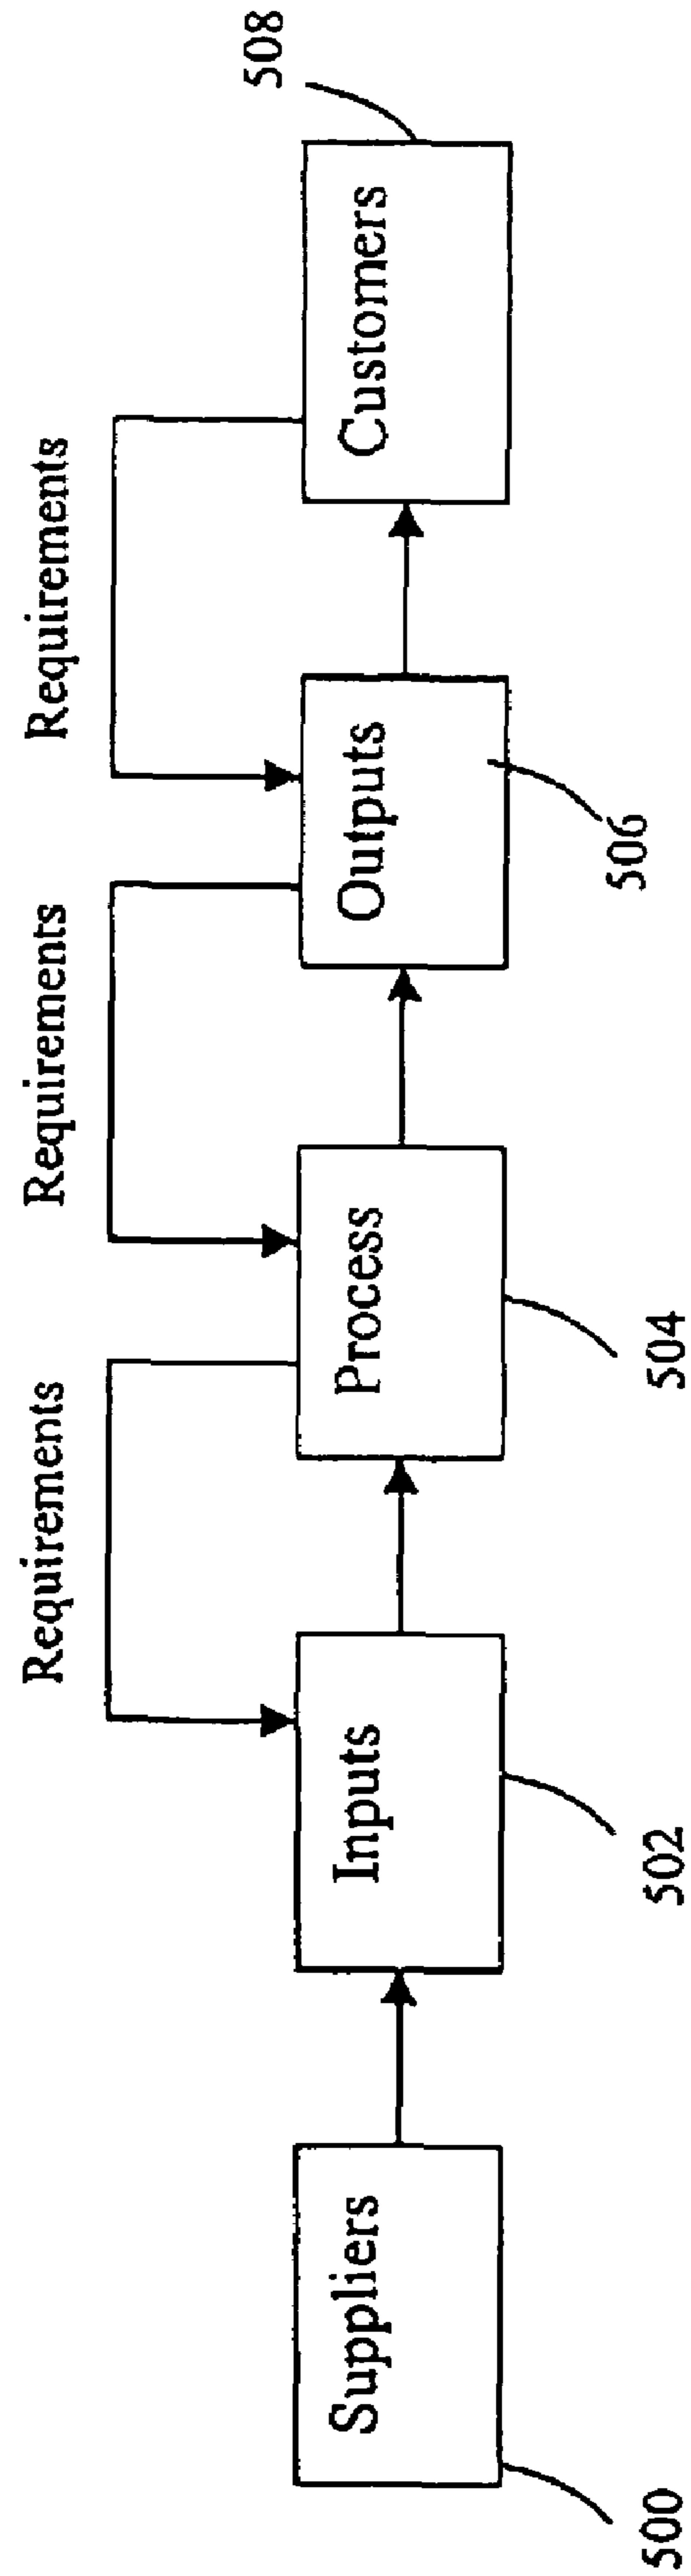 Requirements
Requirements
Requirements
Suppliers
Inputs
Process
Outputs
Customers
500
502
504
506
508